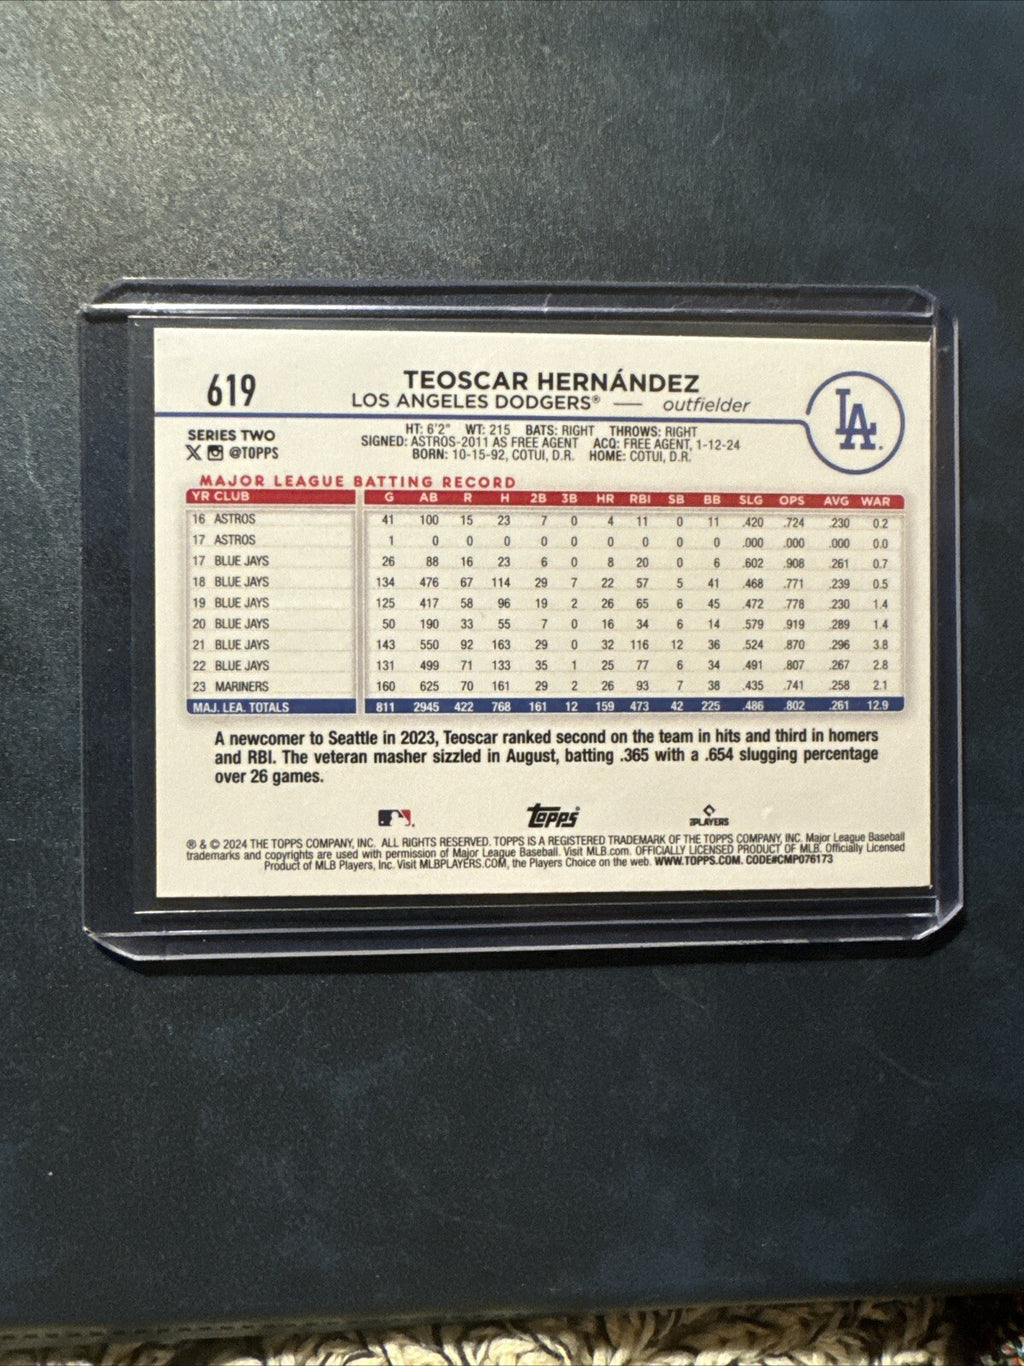 619
TEOSCAR HERNÁNDEZ
LOS ANGELES DODGERS® — outfielder
LA
SERIES TWO
@TOPPS
HT: 6'2" WT: 215 BATS: RIGHT THROWS: RIGHT
SIGNED: ASTROS-2011 AS FREE AGENT ACQ: FREE AGENT, 1-12-24
BORN: 10-15-92, COTUI, D.R. HOME: COTUI, D.R.
MAJOR LEAGUE BATTING RECORD
YR CLUB G AB R H 2B 3B HR RBI SB BB SLG OPS AVG WAR
16 ASTROS 41 100 15 23 7 0 4 11 0 11 .420 .724 .230 0.2
17 ASTROS 1 0 0 0 0 0 0 0 0 0 .000 .000 .000 0.0
17 BLUE JAYS 26 88 16 23 6 0 8 20 0 6 .602 .908 .261 0.7
18 BLUE JAYS 134 476 67 114 29 7 22 57 5 41 .468 .771 .239 0.5
19 BLUE JAYS 125 417 58 96 19 2 26 65 6 45 .472 .778 .230 1.4
20 BLUE JAYS 50 190 33 55 7 0 16 34 6 14 .579 .919 .289 1.4
21 BLUE JAYS 143 550 92 163 29 0 32 116 12 36 .524 .870 .296 3.8
22 BLUE JAYS 131 499 71 133 35 1 25 77 6 34 .491 .807 .267 2.8
23 MARINERS 160 625 70 161 29 2 26 93 7 38 .435 .741 .258 2.1
MAJ. LEA. TOTALS 811 2945 422 768 161 12 159 473 42 225 .486 .802 .261 12.9
A newcomer to Seattle in 2023, Teoscar ranked second on the team in hits and third in homers
and RBI. The veteran masher sizzled in August, batting .365 with a .654 slugging percentage
over 26 games.
Topps
PLAYERS
® & © 2024 THE TOPPS COMPANY, INC. ALL RIGHTS RESERVED. TOPPS IS A REGISTERED TRADEMARK OF THE TOPPS COMPANY, INC. Major League Baseball
trademarks and copyrights are used with permission of Major League Baseball. Visit MLB.com. OFFICIALLY LICENSED PRODUCT OF MLB. Officially Licensed
Product of MLB Players, Inc. Visit MLBPLAYERS.COM, the Players Choice on the web. WWW.TOPPS.COM. CODE#CMP076173